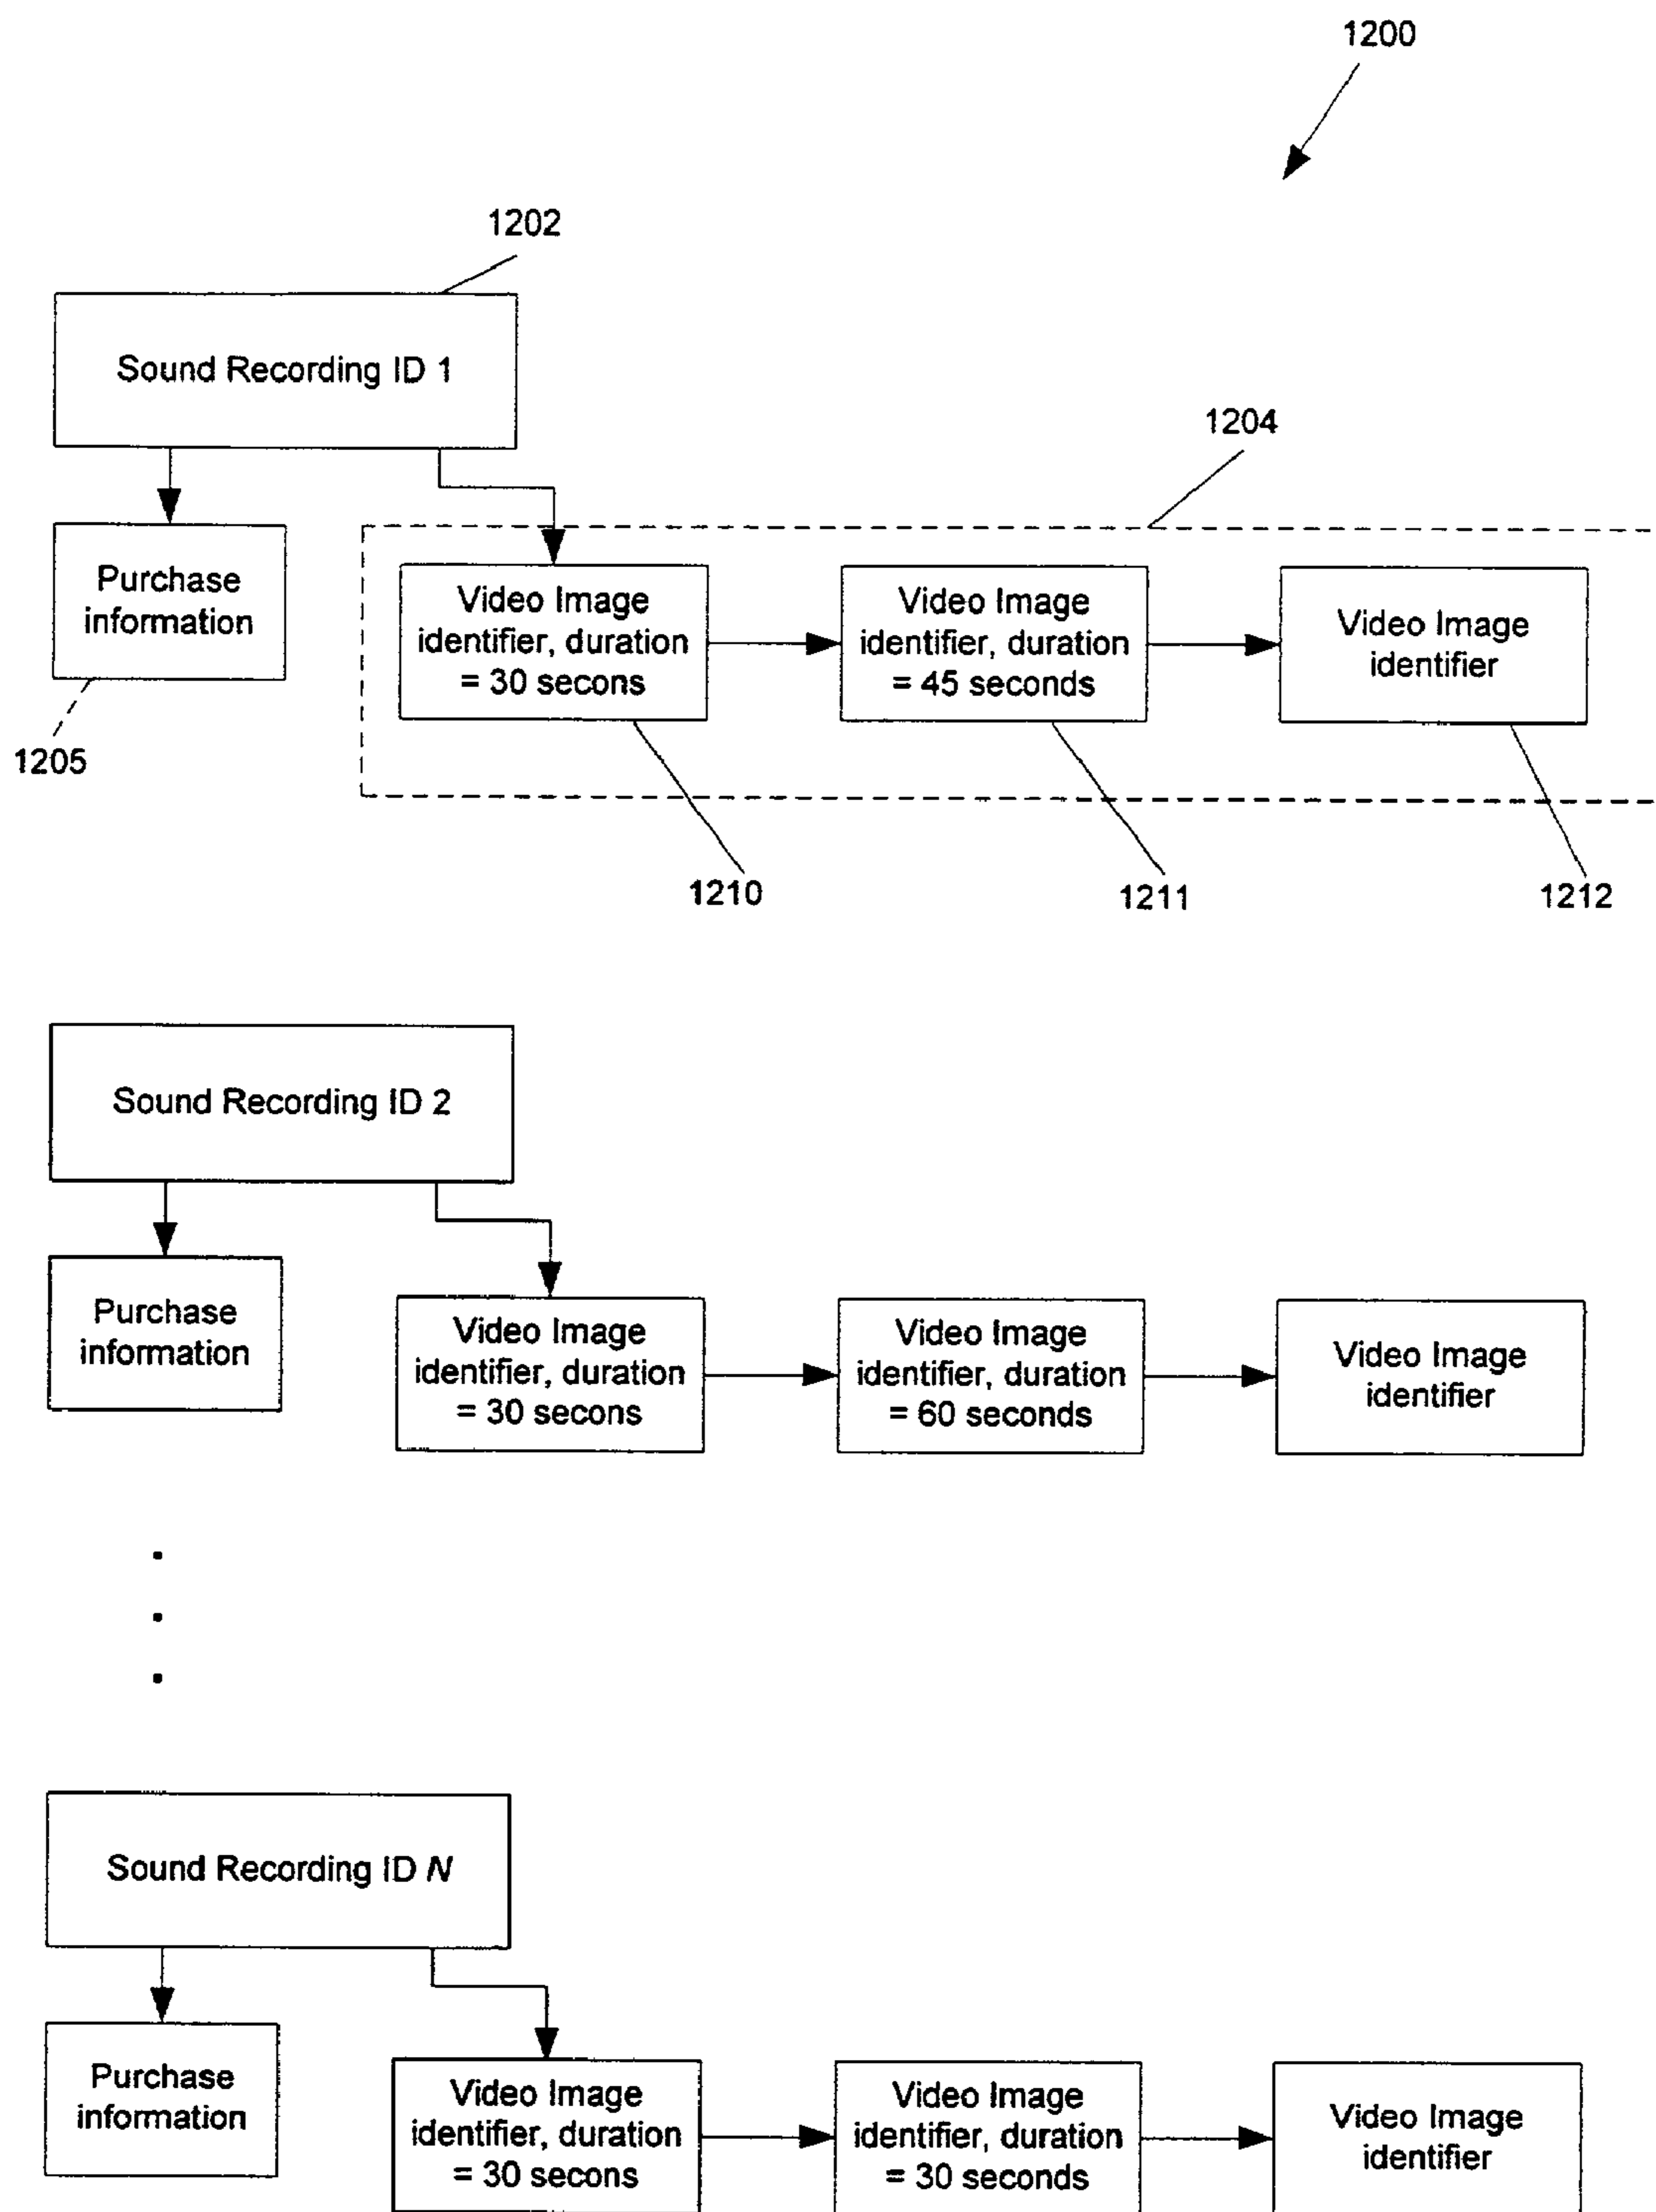 1200
1202
Sound Recording ID 1
1204
Purchase
information
Video Image
identifier, duration
= 30 secons
Video Image
identifier, duration
= 45 seconds
Video Image
identifier
1205
1210
1211
1212
Sound Recording ID 2
Purchase
information
Video Image
identifier, duration
= 30 secons
Video Image
identifier, duration
= 60 seconds
Video Image
identifier
Sound Recording ID N
Purchase
information
Video Image
identifier, duration
= 30 secons
Video Image
identifier, duration
= 30 seconds
Video Image
identifier